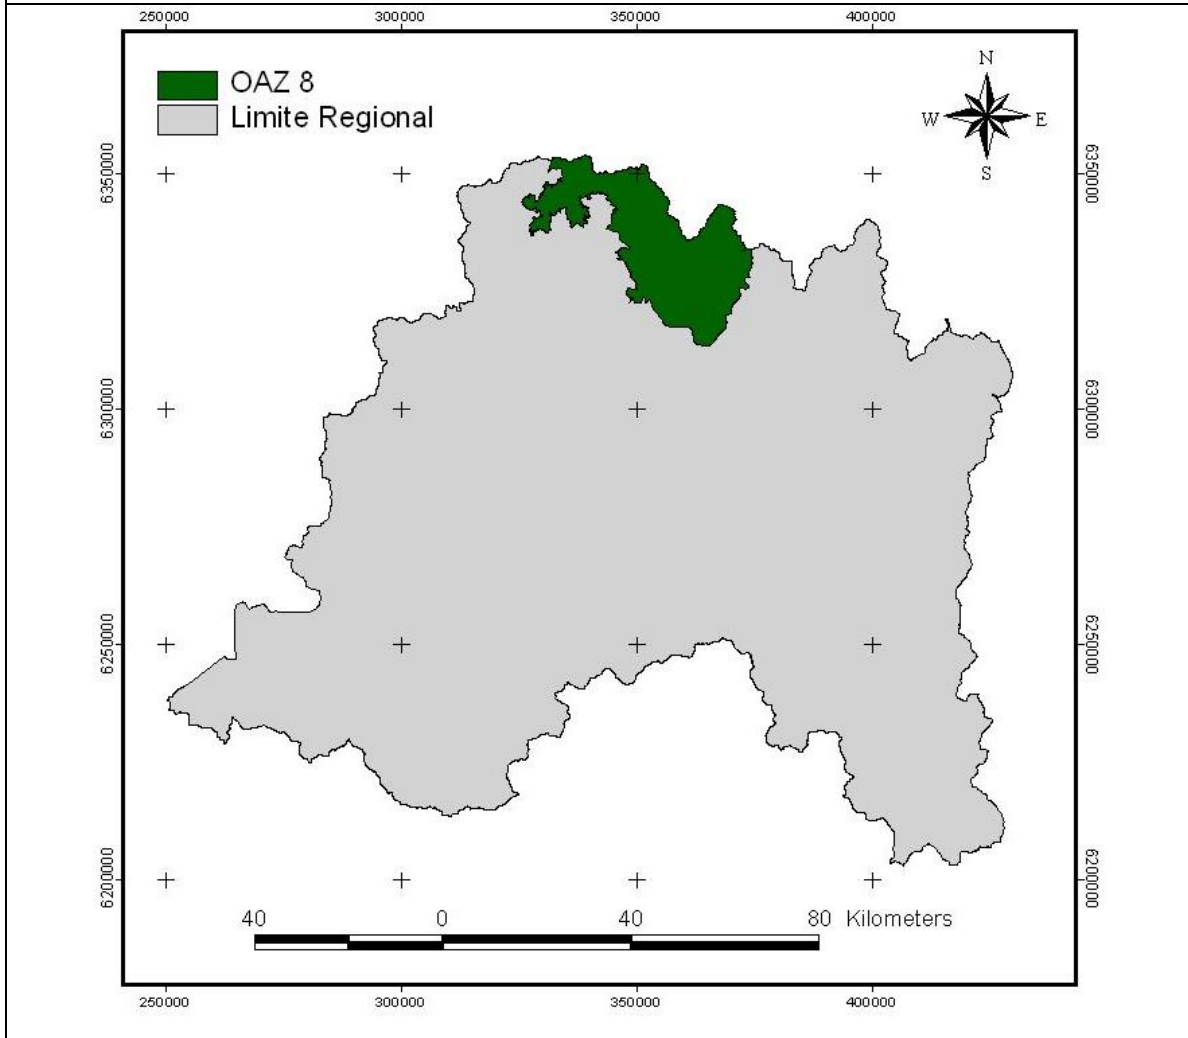 250000 300000 350000 400000
OAZ 8
Limite Regional
N
W E
S
6350000 6350000
6300000 6300000
6250000 6250000
6200000 6200000
40 0 40 80 Kilometers
250000 300000 350000 400000